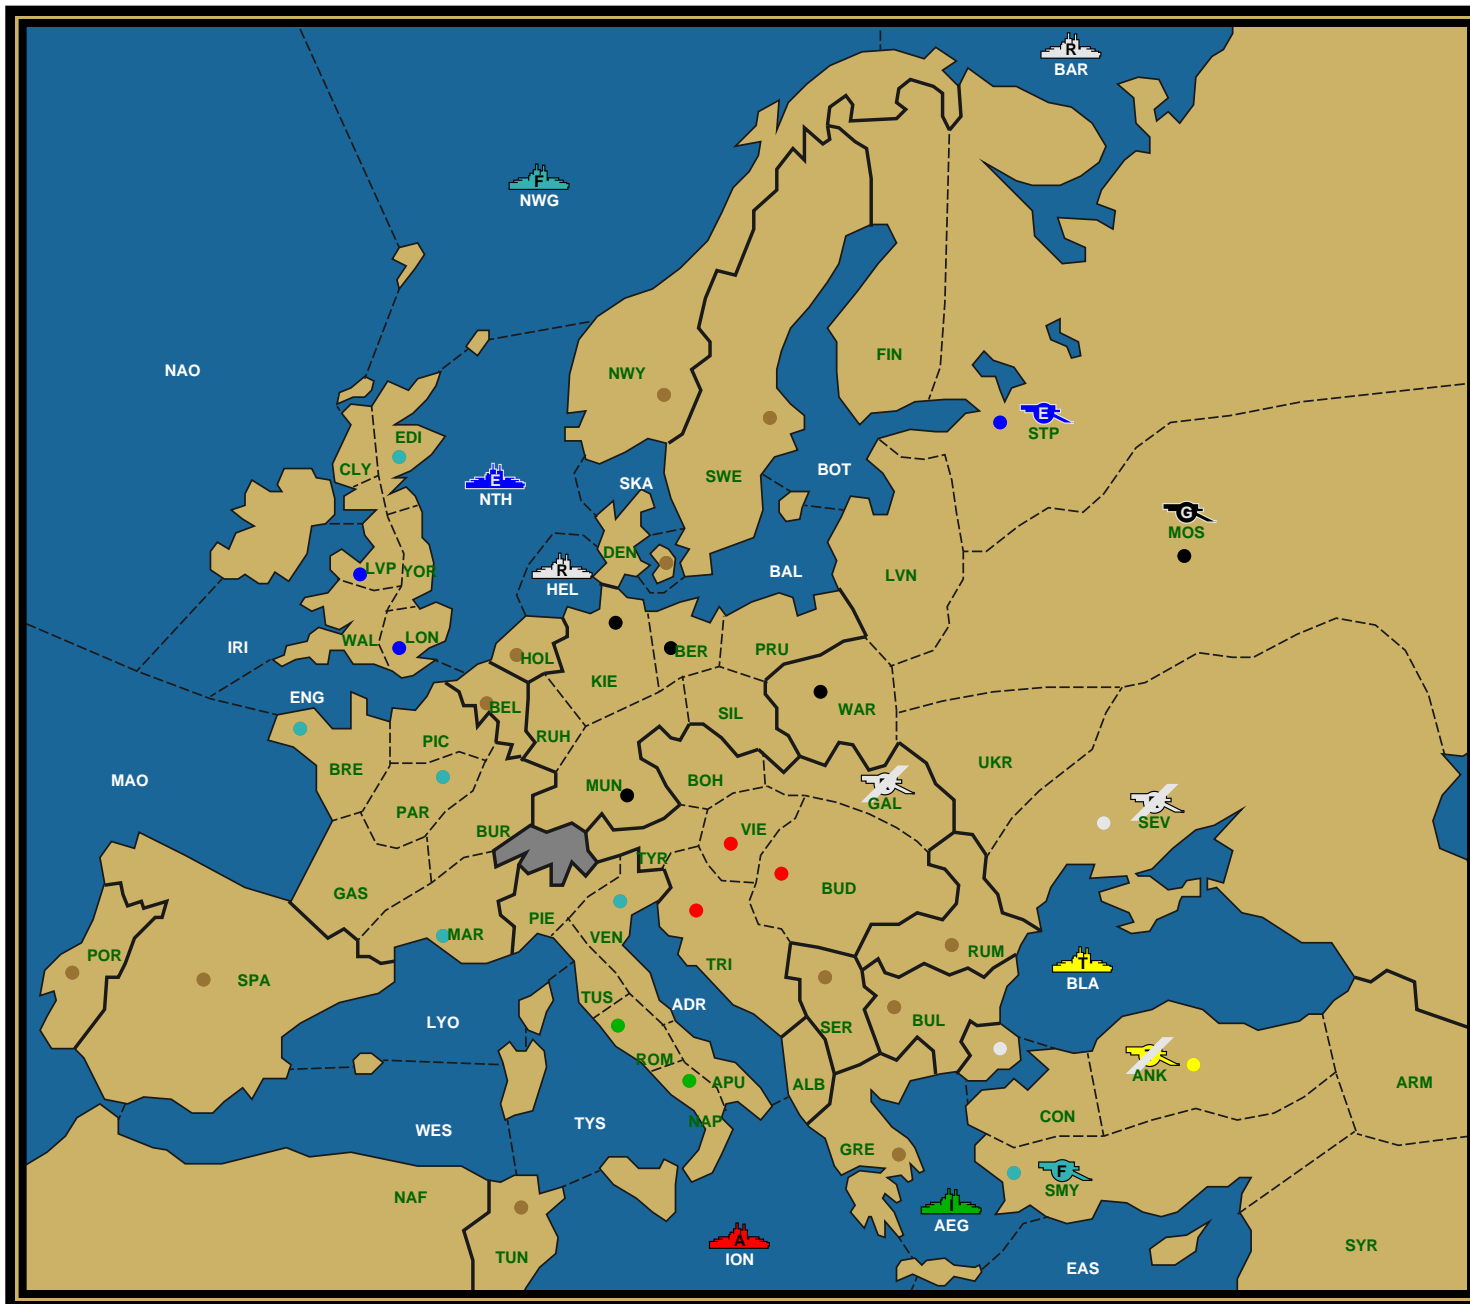 R
BAR
F
NWG
NAO
FIN
NWY
E
STP
EDI
CLY
SWE
BOT
E
NTH
SKA
G
MOS
DEN
R
HEL
LVP
YOR
BAL
LVN
IRI
WAL
LON
HOL
BER
PRU
KIE
ENG
BEL
SIL
WAR
PIC
RUH
BRE
UKR
MAO
MUN
BOH
R
GAL
R
SEV
PAR
BUR
VIE
TYR
BUD
GAS
PIE
VEN
MAR
POR
SPA
TRI
RUM
T
BLA
TUS
ADR
LYO
BUL
SER
ROM
APU
ALB
T
ANK
ARM
NAP
CON
TYS
WES
GRE
F
SMY
NAF
I
AEG
A
ION
TUN
SYR
EAS